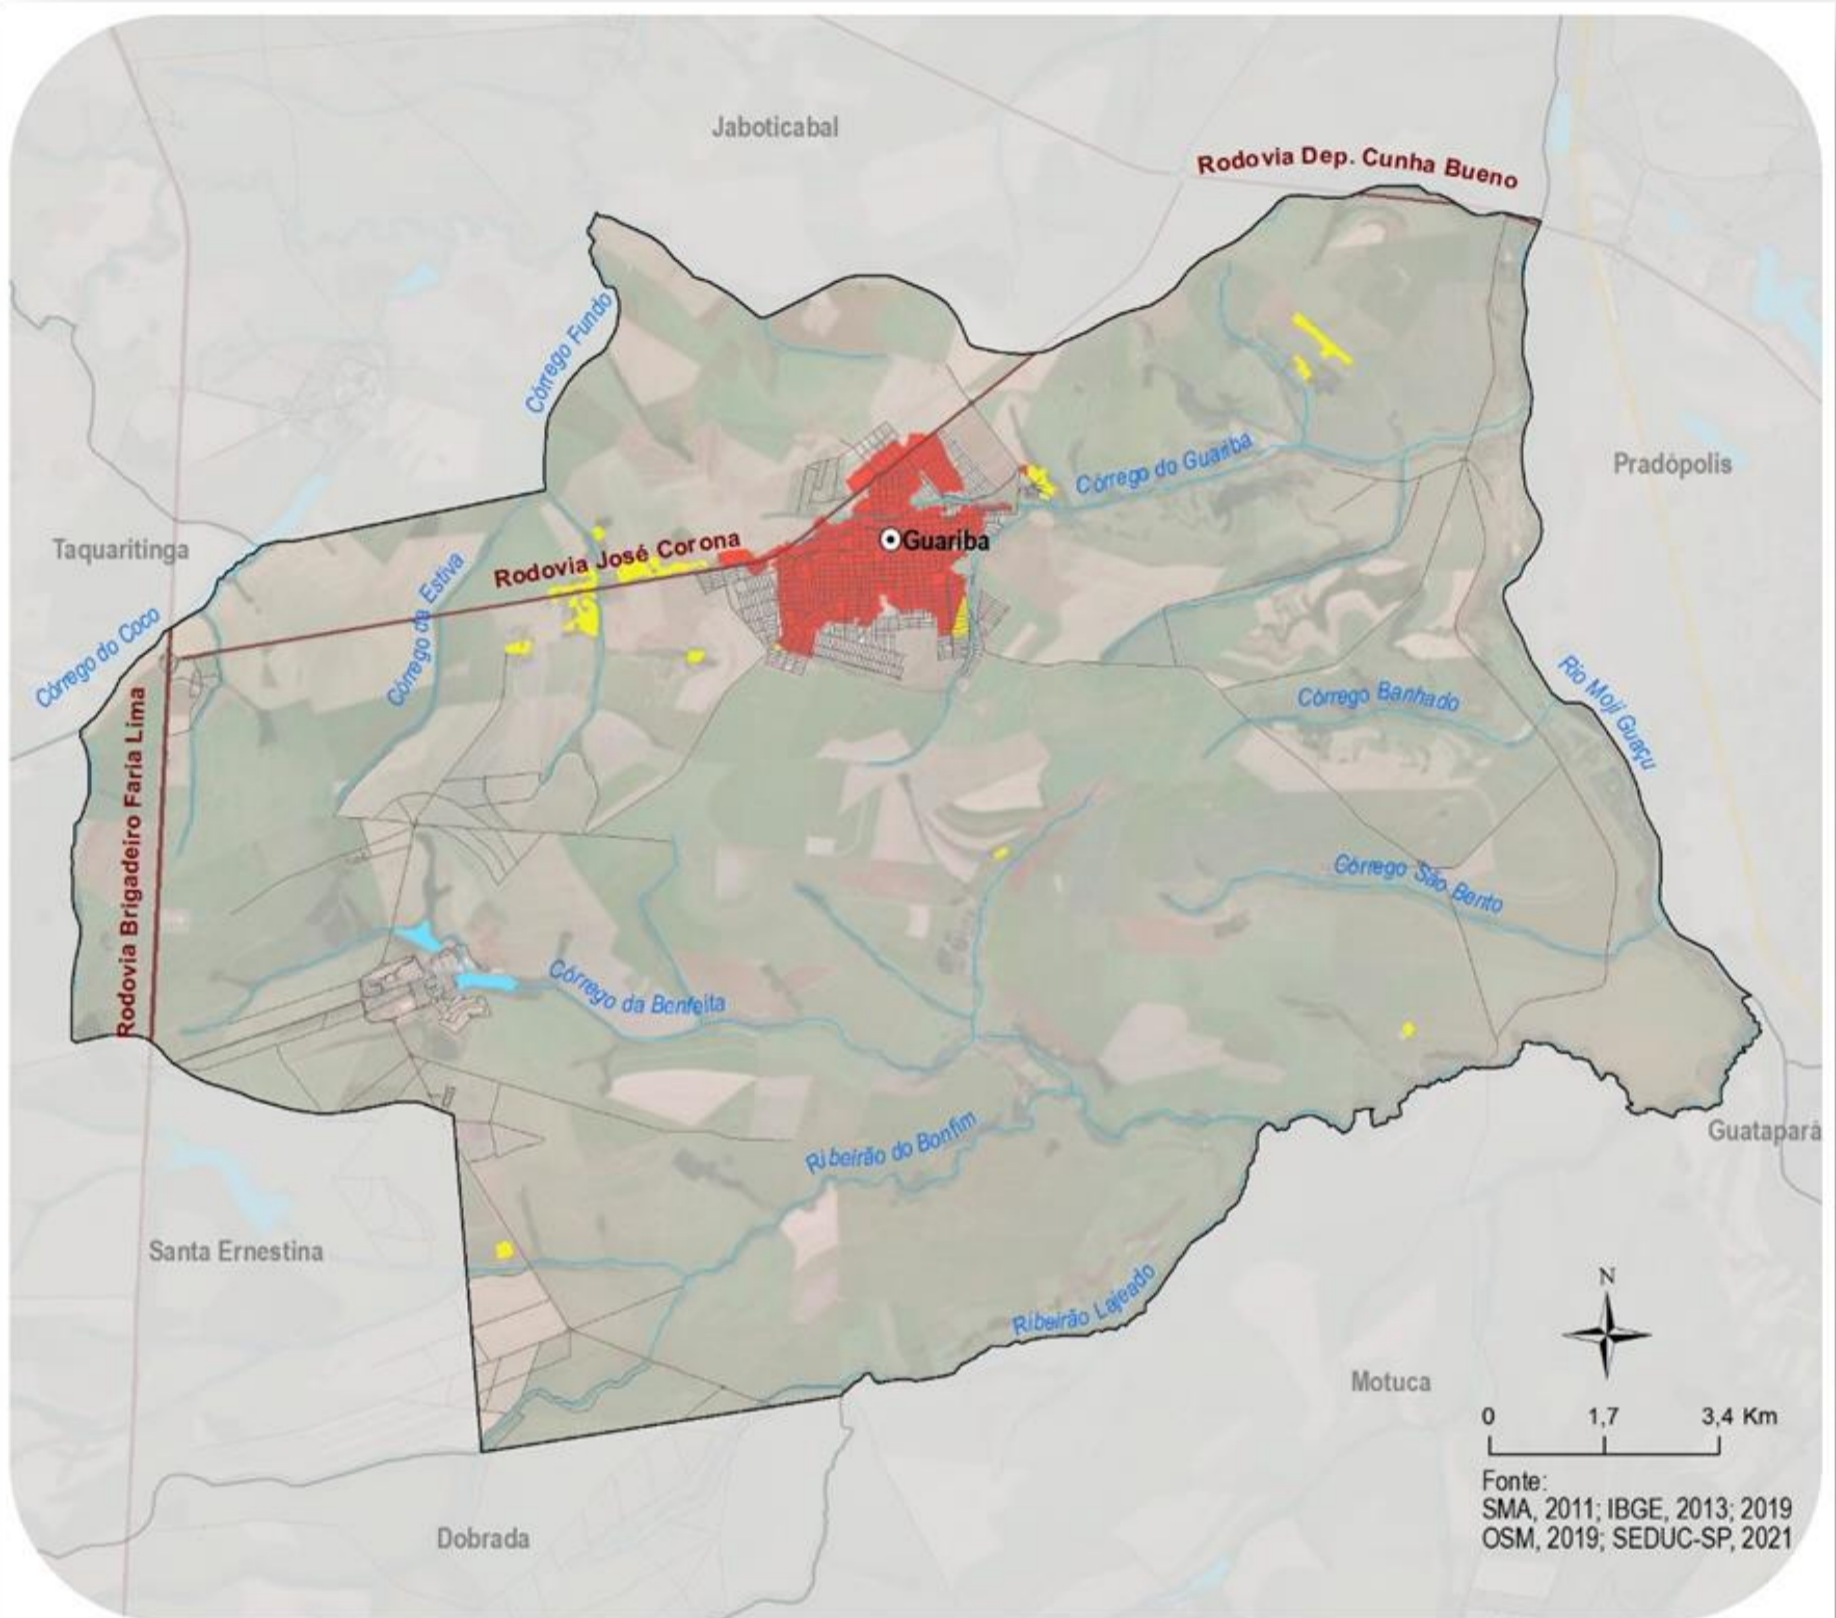 Jaboticabal
Rodovia Dep. Cunha Bueno
Córrego Fundo
Córrego do Guariba
Pradópolis
Taquaritinga
Rodovia José Corona
Guariba
Córrego da Estiva
Córrego do Coco
Rodovia Brigadeiro Faria Lima
Rio Moji Guaçu
Córrego Banhado
Córrego São Bento
Córrego da Benfeita
Ribeirão do Bonfim
Guatapará
Santa Ernestina
Ribeirão Lajeado
N
Motuca
0 1,7 3,4 Km
Fonte:
SMA, 2011; IBGE, 2013; 2019
OSM, 2019; SEDUC-SP, 2021
Dobrada